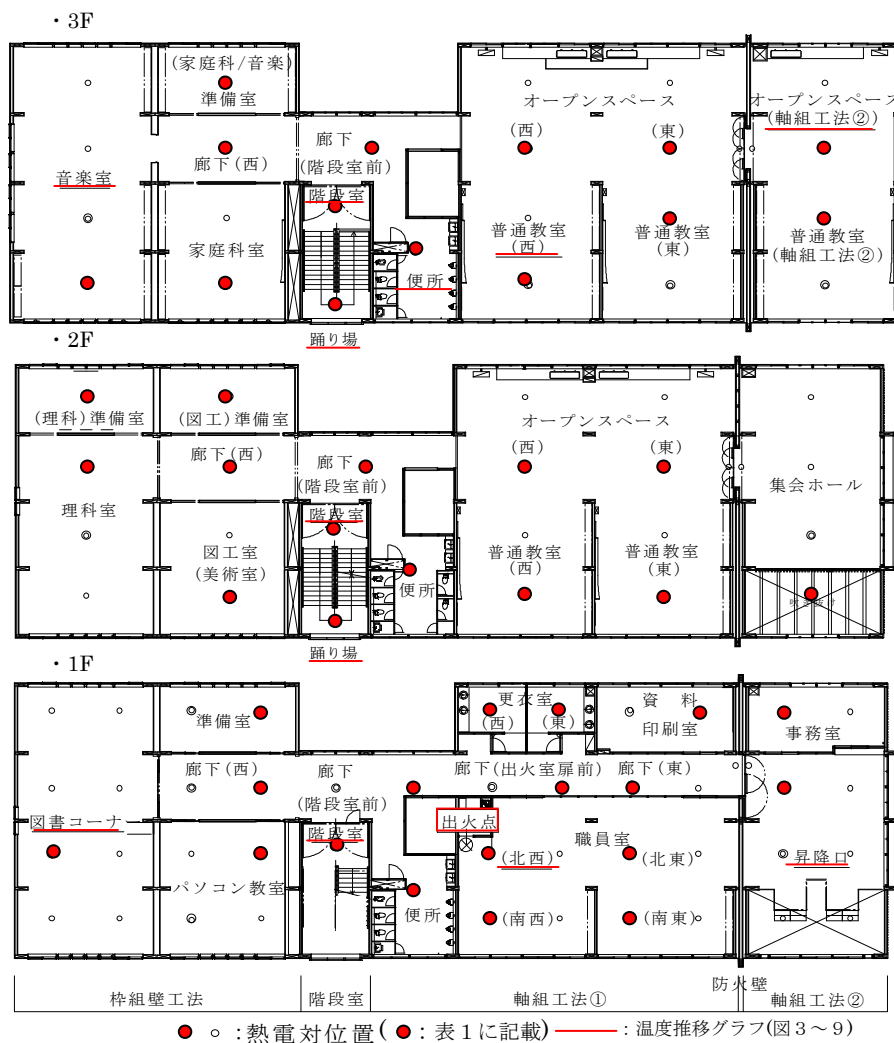 ・3F
(家庭科/音楽)
準備室
オープンスペース
オープンスペース
(軸組工法②)
廊下
(階段室前)
(西)
(東)
廊下(西)
音楽室
階段室
家庭科室
普通教室
(西)
普通教室
(東)
普通教室
(軸組工法②)
便所
踊り場
・2F
(理科)準備室
(図工)準備室
オープンスペース
廊下(西)
廊下
(階段室前)
(西)
(東)
集会ホール
理科室
階段室
図工室
(美術室)
普通教室
(西)
普通教室
(東)
便所
吹き抜け
踊り場
・1F
準備室
更衣室
(西)
(東)
資料
印刷室
事務室
廊下(西)
廊下
(階段室前)
廊下(出火室扉前)
廊下(東)
図書コーナ
階段室
出火点
職員室
(北西)
(北東)
昇降口
パソコン教室
便所
(南西)
(南東)
防火壁
枠組壁工法
階段室
軸組工法①
軸組工法②
:熱電対位置(
:表1に記載)
:温度推移グラフ(図3~9)